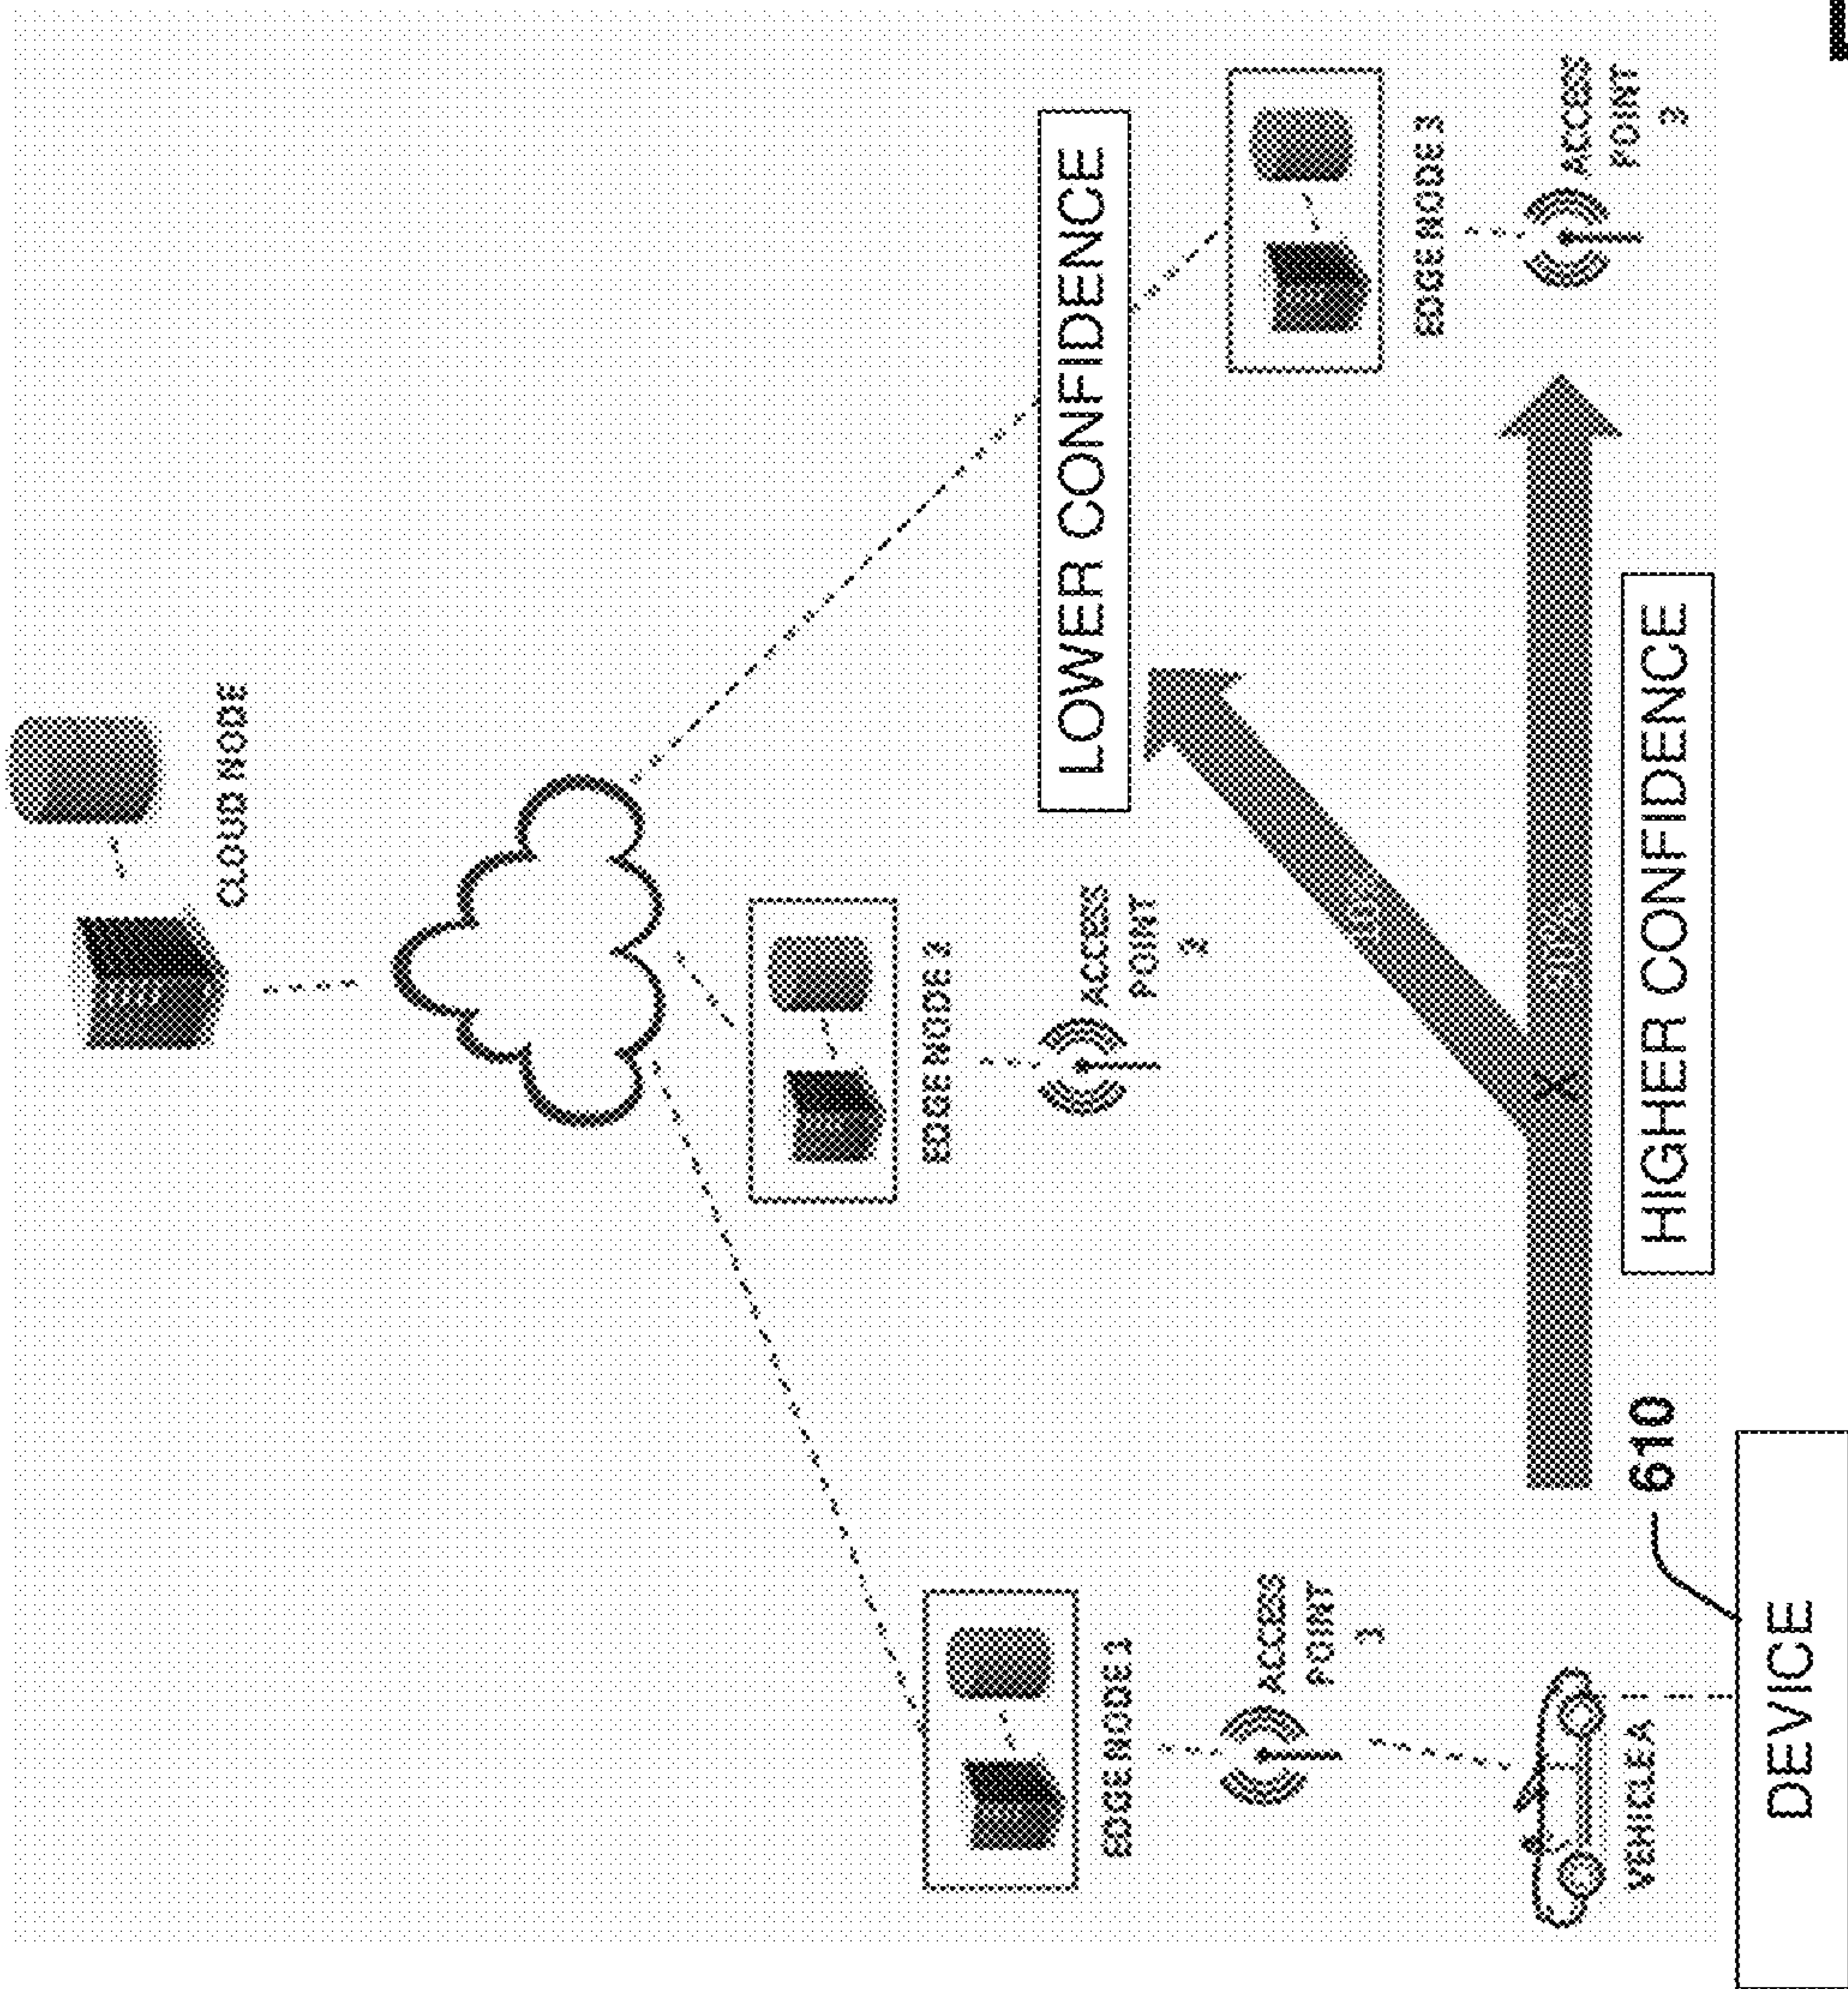 CLOUD NODE
EDGE NODE 2
ACCESS
POINT
2
LOWER CONFIDENCE
EDGE NODE 1
ACCESS
POINT
1
EDGE NODE 3
ACCESS
POINT
3
VEHICLE A
X
HIGHER CONFIDENCE
610
DEVICE